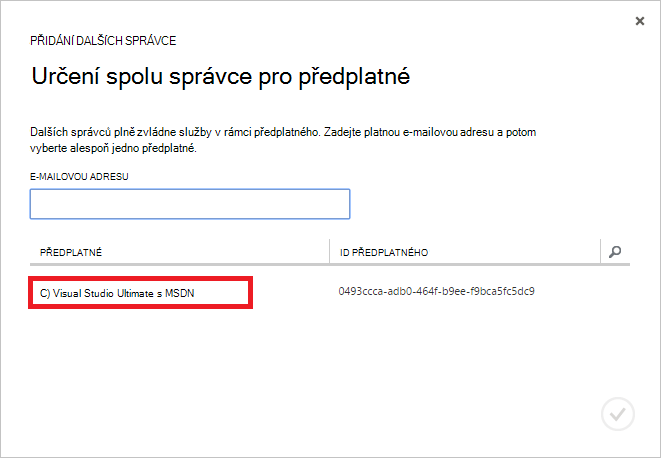 PŘIDÁNÍ DALŠÍCH SPRÁVCE
Určení spolu správce pro předplatné
Dalších správců plně zvládne služby v rámci předplatného. Zadejte platnou e-mailovou adresu a potom
vyberte alespoň jedno předplatné.
E-MAILOVOU ADRESU
PŘEDPLATNÉ ID PŘEDPLATNÉHO
C) Visual Studio Ultimate s MSDN 0493ccca-adb0-464f-b9ee-f9bca5fc5dc9